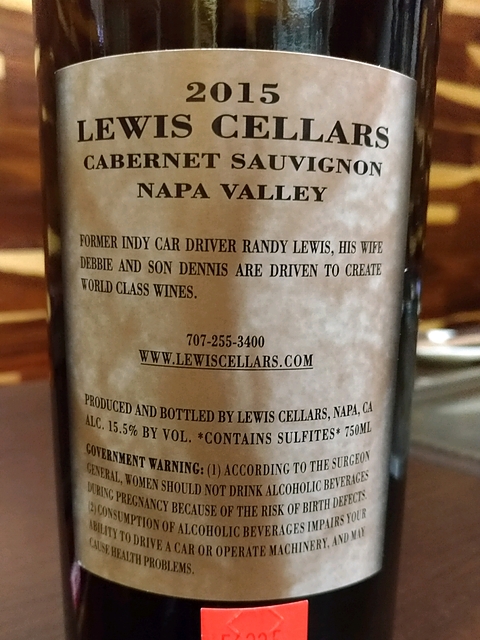 2015
LEWIS CELLARS
CABERNET SAUVIGNON
NAPA VALLEY
FORMER INDY CAR DRIVER RANDY LEWIS, HIS WIFE
DEBBIE AND SON DENNIS ARE DRIVEN TO CREATE
WORLD CLASS WINES.
707-255-3400
WWW.LEWISCELLARS.COM
PRODUCED AND BOTTLED BY LEWIS CELLARS, NAPA, CA
ALC. 15.5% BY VOL. *CONTAINS SULFITES* 750ML
GOVERNMENT WARNING: (1) ACCORDING TO THE SURGEON
GENERAL, WOMEN SHOULD NOT DRINK ALCOHOLIC BEVERAGES
DURING PREGNANCY BECAUSE OF THE RISK OF BIRTH DEFECTS.
(2) CONSUMPTION OF ALCOHOLIC BEVERAGES IMPAIRS YOUR
ABILITY TO DRIVE A CAR OR OPERATE MACHINERY, AND MAY
CAUSE HEALTH PROBLEMS.